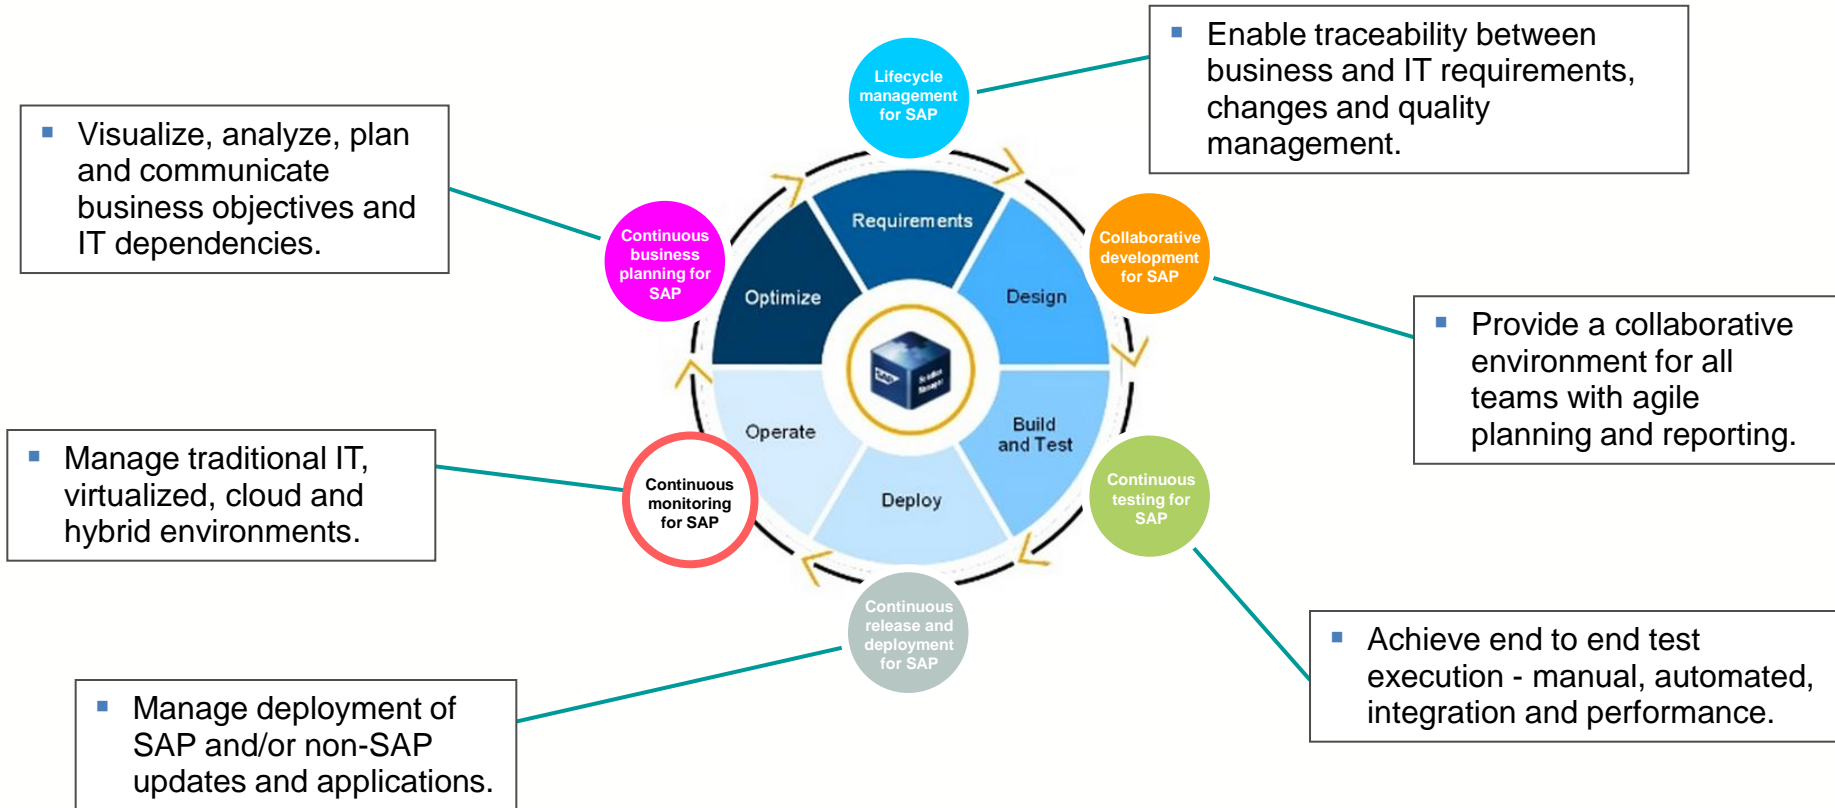 Lifecycle
management
for SAP
▪ Enable traceability between
business and IT requirements,
changes and quality
management.
▪ Visualize, analyze, plan
and communicate
business objectives and
IT dependencies.
Continuous
business
planning for
SAP
Collaborative
development
for SAP
▪ Provide a collaborative
environment for all
teams with agile
planning and reporting.
Requirements
Optimize
Design
SAP
Solution
Manager
Operate
Build
and Test
Deploy
▪ Manage traditional IT,
virtualized, cloud and
hybrid environments.
Continuous
monitoring
for SAP
Continuous
testing for
SAP
Continuous
release and
deployment
for SAP
▪ Achieve end to end test
execution - manual, automated,
integration and performance.
▪ Manage deployment of
SAP and/or non-SAP
updates and applications.